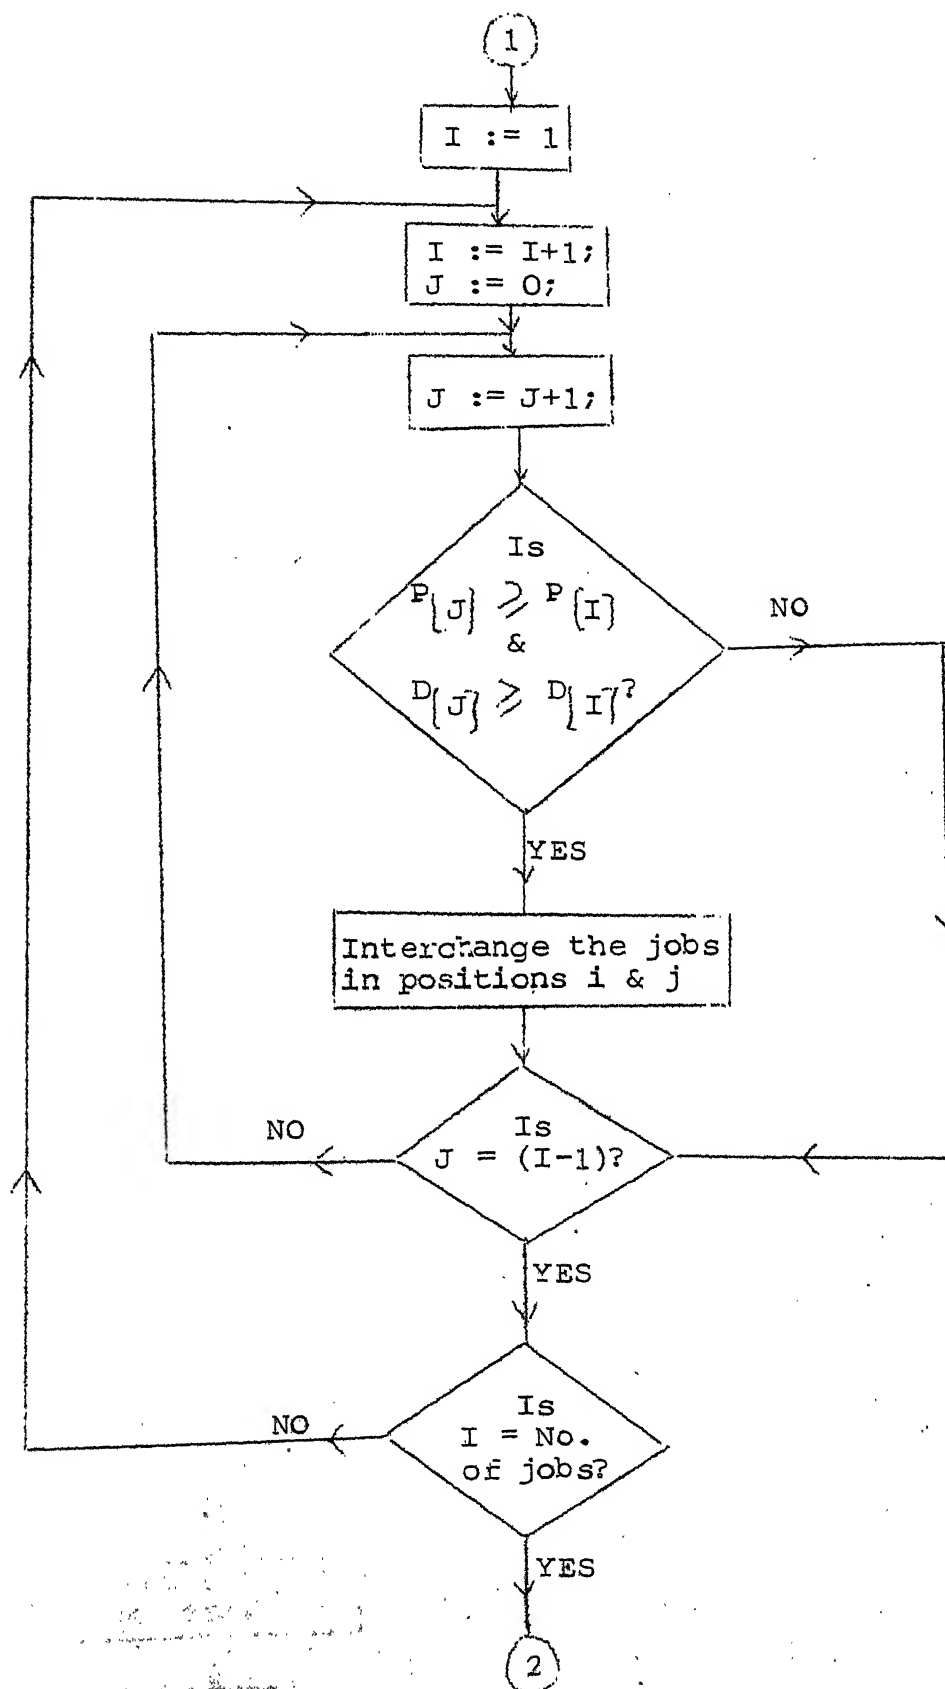 1
I := 1
I := I+1;
J := 0;
J := J+1;
Is
P[J] ⩾ P[I]
&
D[J] ⩾ D[I]?
NO
YES
Interchange the jobs
in positions i & j
Is
J = (I-1)?
NO
YES
Is
I = No.
of jobs?
NO
YES
2